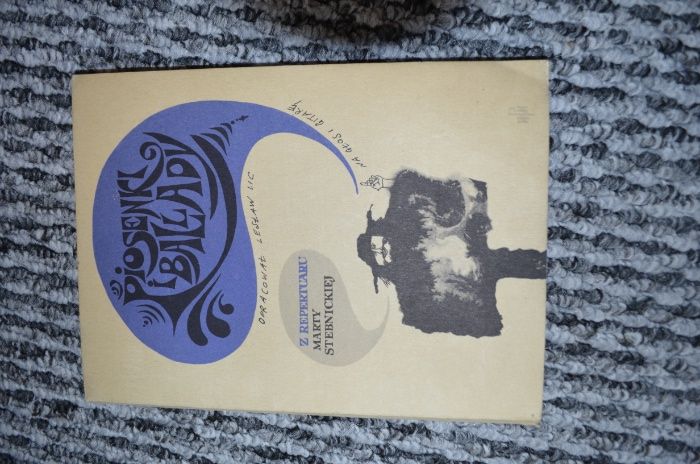 PIOSENKI
i BALLADY
NA GŁOS I GITARĘ
OPRACOWAŁ LESŁAW LIC
Z REPERTUARU
MARTY
STEBNICKIEJ